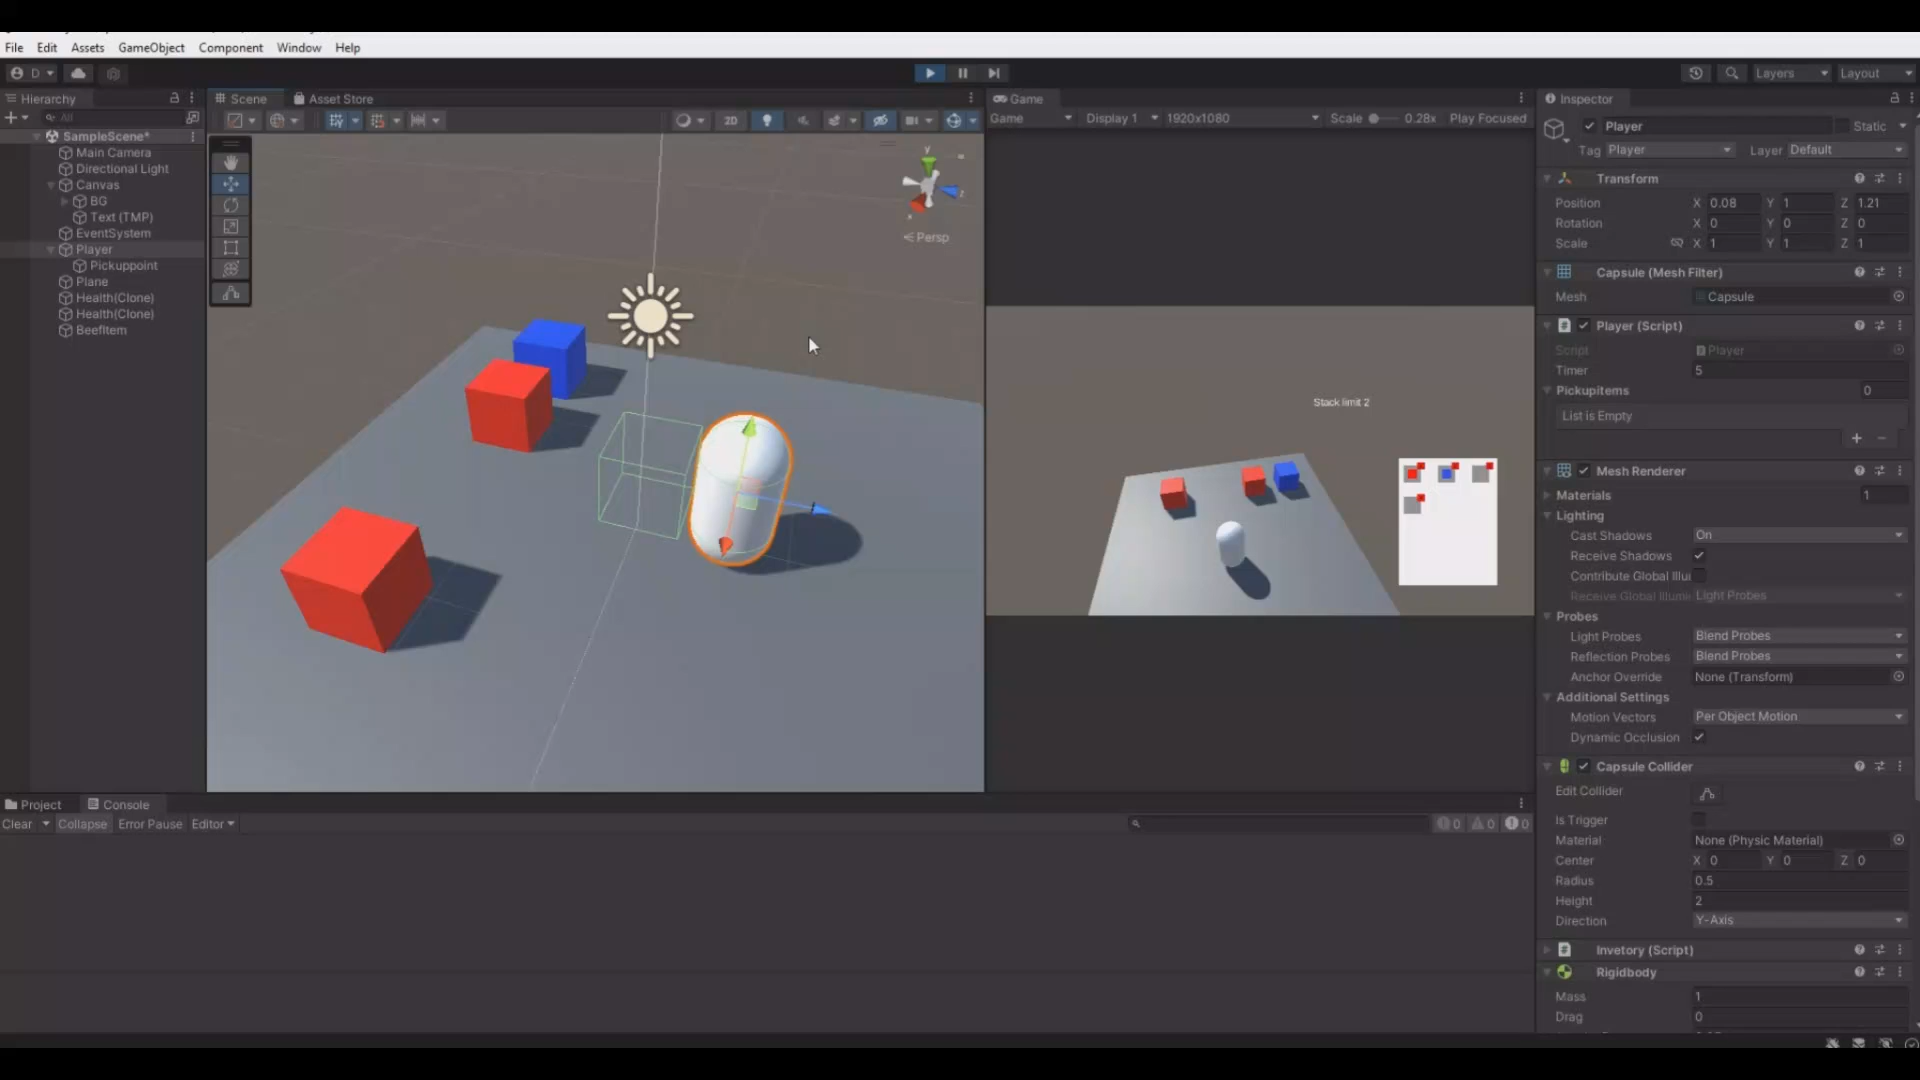 File Edit Assets GameObject Component Window Help
D
Layers
Layout
Hierarchy
All
SampleScene*
Main Camera
Directional Light
Canvas
BG
Text (TMP)
EventSystem
Player
Pickuppoint
Plane
Health(Clone)
Health(Clone)
BeefItem
Scene
Asset Store
2D
y
x
z
Persp
Game
Game
Display 1
1920x1080
Scale
0.28x
Play Focused
Stack limit 2
Inspector
Player
Static
Tag Player
Layer Default
Transform
Position X 0.08 Y 1 Z 1.21
Rotation X 0 Y 0 Z 0
Scale X 1 Y 1 Z 1
Capsule (Mesh Filter)
Mesh Capsule
Player (Script)
Script Player
Timer 5
Pickupitems 0
List is Empty
+ −
Mesh Renderer
Materials 1
Lighting
Cast Shadows On
Receive Shadows
Contribute Global Illui
Receive Global Illumin Light Probes
Probes
Light Probes Blend Probes
Reflection Probes Blend Probes
Anchor Override None (Transform)
Additional Settings
Motion Vectors Per Object Motion
Dynamic Occlusion
Capsule Collider
Edit Collider
Is Trigger
Material None (Physic Material)
Center X 0 Y 0 Z 0
Radius 0.5
Height 2
Direction Y-Axis
Invetory (Script)
Rigidbody
Mass 1
Drag 0
Project
Console
Clear Collapse Error Pause Editor
0 0 0